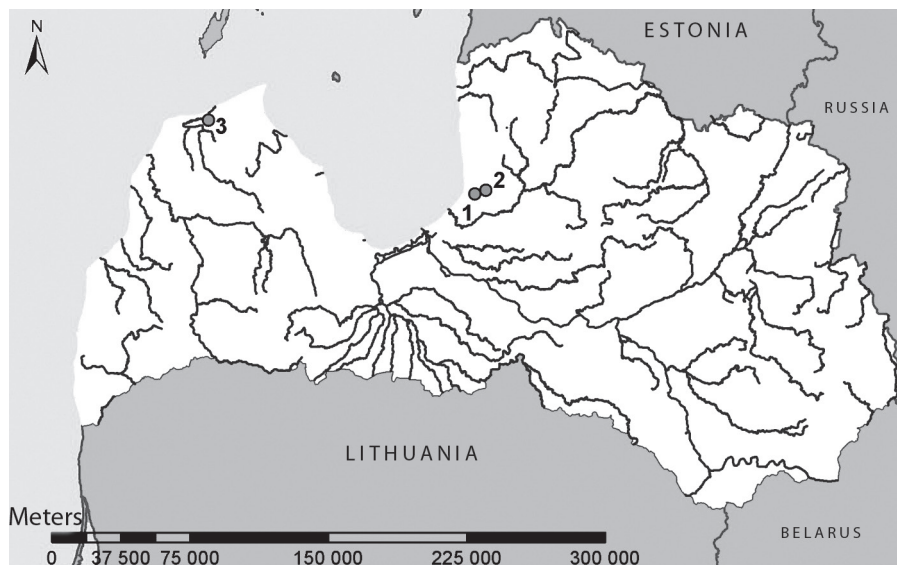 N
ESTONIA
RUSSIA
3
2
1
LITHUANIA
Meters
BELARUS
0 37 500 75 000 150 000 225 000 300 000